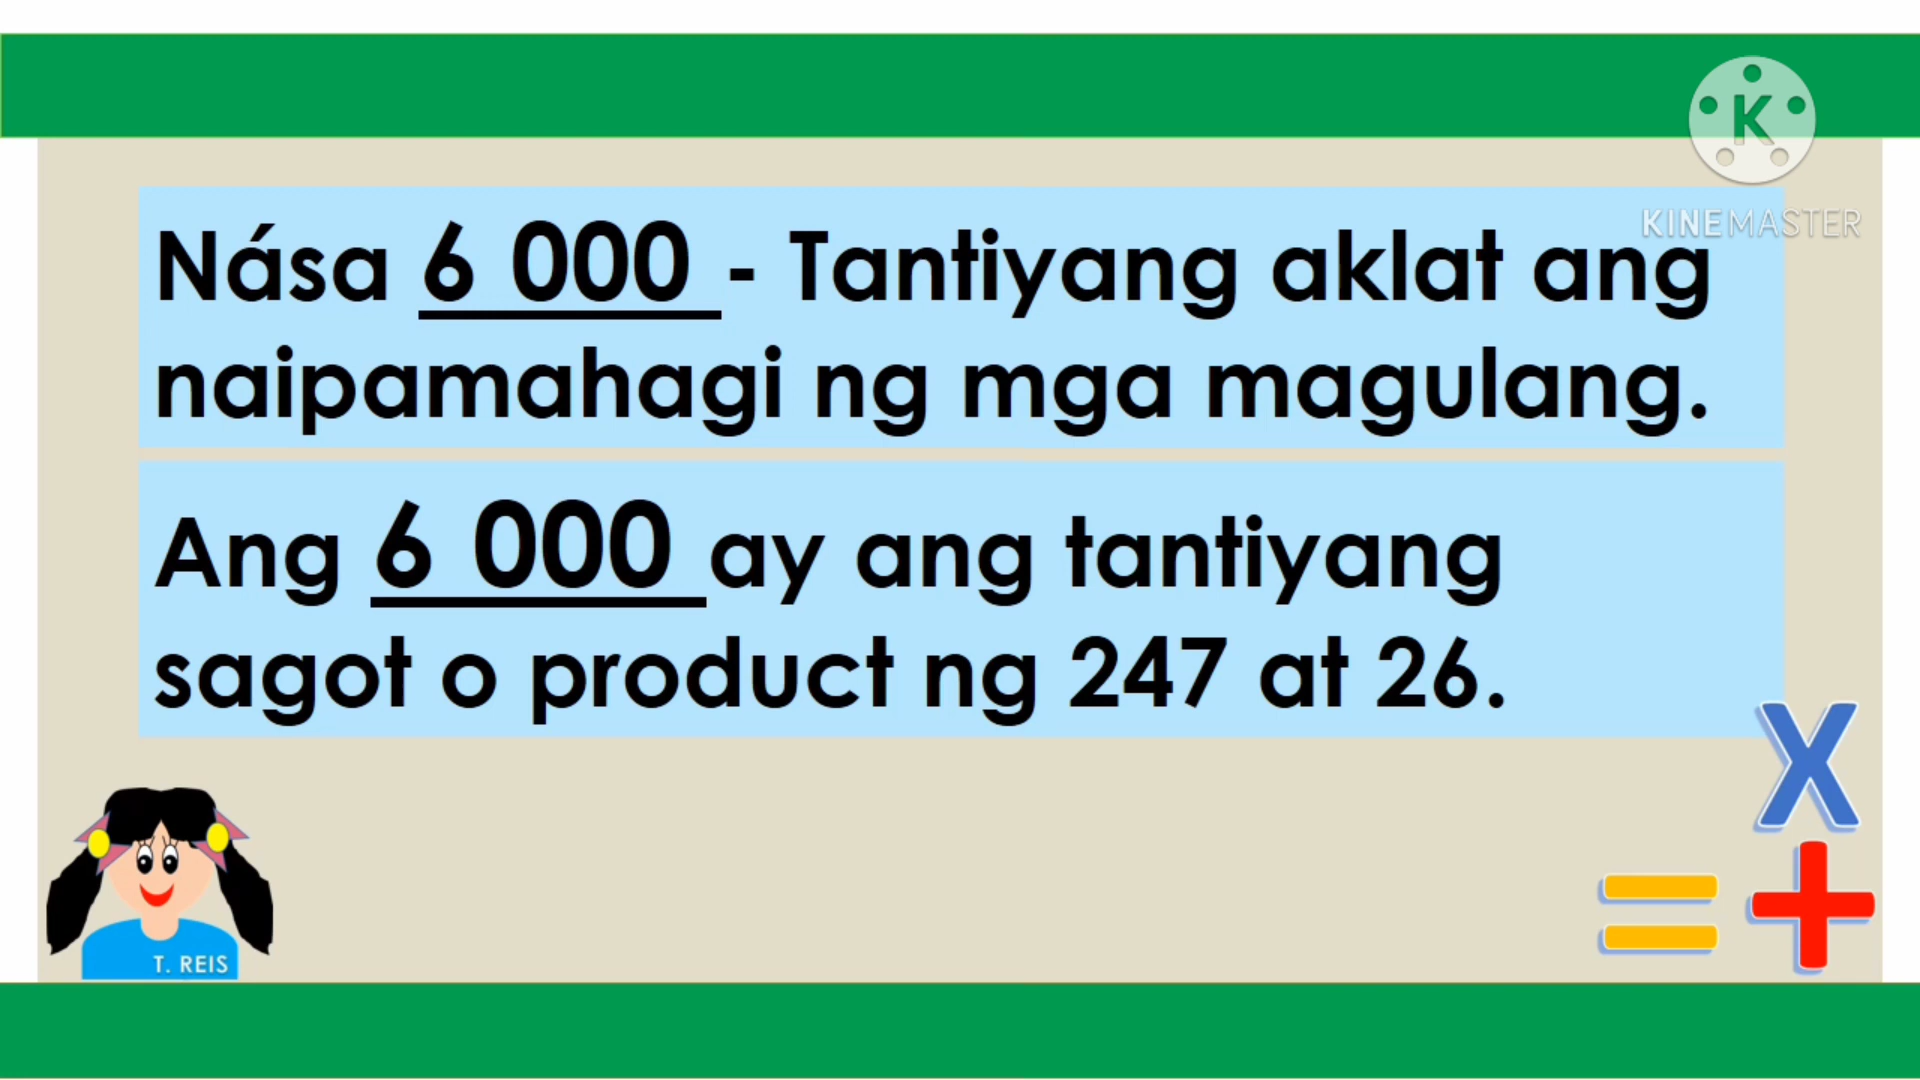 K
KINEMASTER
Nása 6 000 - Tantiyang aklat ang
naipamahagi ng mga magulang.
Ang 6 000 ay ang tantiyang
sagot o product ng 247 at 26.
X
+
=
T. REIS